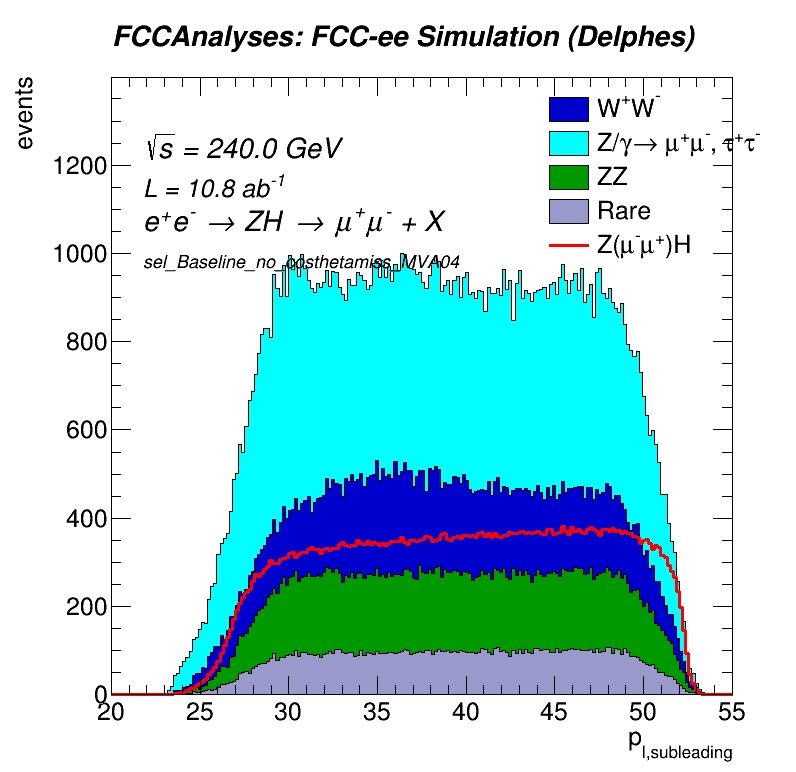 FCCAnalyses: FCC-ee Simulation (Delphes)
events
√s = 240.0 GeV
L = 10.8 ab⁻¹
e⁺e⁻ → ZH → μ⁺μ⁻ + X
sel_Baseline_no_costhetamiss_MVA04
W⁺W⁻
Z/γ→ μ⁺μ⁻, τ⁺τ⁻
ZZ
Rare
Z(μ⁻μ⁺)H
1200
1000
800
600
400
200
0
20 25 30 35 40 45 50 55
p_l,subleading